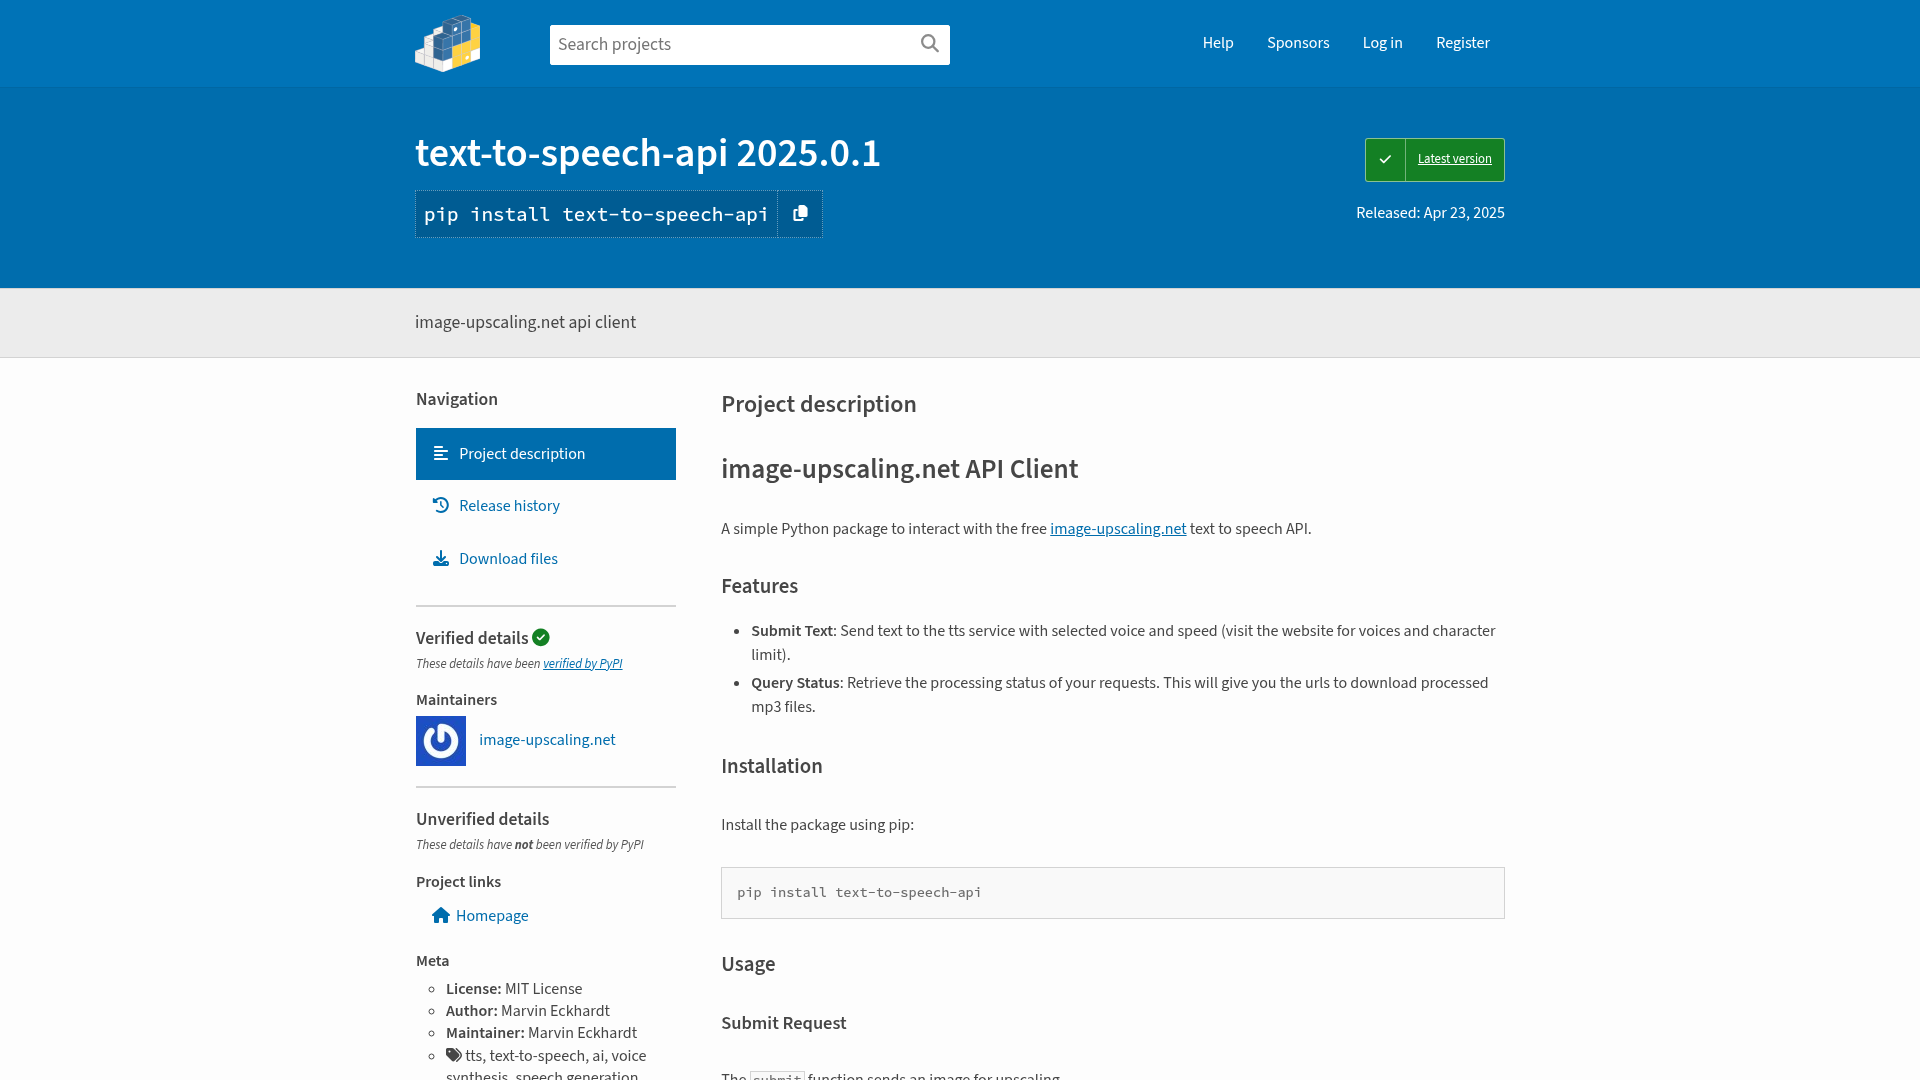 Search projects
Help
Sponsors
Log in
Register
text-to-speech-api 2025.0.1
pip install text-to-speech-api
Latest version
Released: Apr 23, 2025
image-upscaling.net api client
Navigation
Project description
Release history
Download files
Verified details
These details have been verified by PyPI
Maintainers
image-upscaling.net
Unverified details
These details have not been verified by PyPI
Project links
Homepage
Meta
License: MIT License
Author: Marvin Eckhardt
Maintainer: Marvin Eckhardt
tts, text-to-speech, ai, voice
synthesis, speech generation
Project description
image-upscaling.net API Client
A simple Python package to interact with the free image-upscaling.net text to speech API.
Features
Submit Text: Send text to the tts service with selected voice and speed (visit the website for voices and character
limit).
Query Status: Retrieve the processing status of your requests. This will give you the urls to download processed
mp3 files.
Installation
Install the package using pip:
pip install text-to-speech-api
Usage
Submit Request
The submit function sends an image for upscaling.